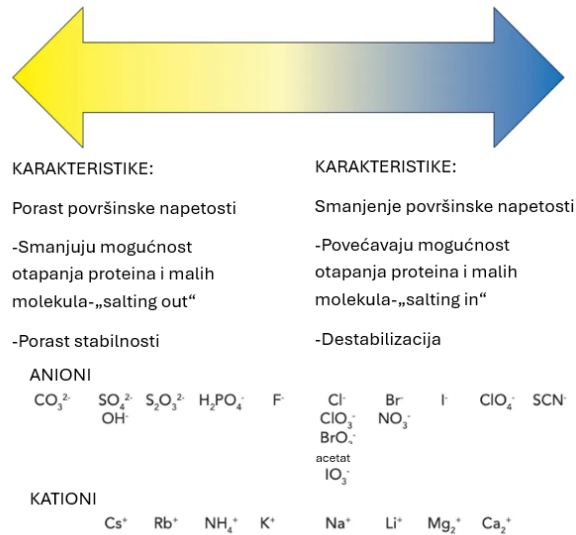 KARAKTERISTIKE:
Porast površinske napetosti
-Smanjuju mogućnost
otapanja proteina i malih
molekula-„salting out“
-Porast stabilnosti
KARAKTERISTIKE:
Smanjenje površinske napetosti
-Povećavaju mogućnost
otapanja proteina i malih
molekula-„salting in“
-Destabilizacija
ANIONI
CO₃²⁻ SO₄²⁻ S₂O₃²⁻ H₂PO₄⁻ F⁻ Cl⁻ Br⁻ I⁻ ClO₄⁻ SCN⁻
OH⁻ ClO₃⁻ NO₃⁻
BrO₃⁻
acetat
IO₃⁻
KATIONI
Cs⁺ Rb⁺ NH₄⁺ K⁺ Na⁺ Li⁺ Mg₂⁺ Ca₂⁺